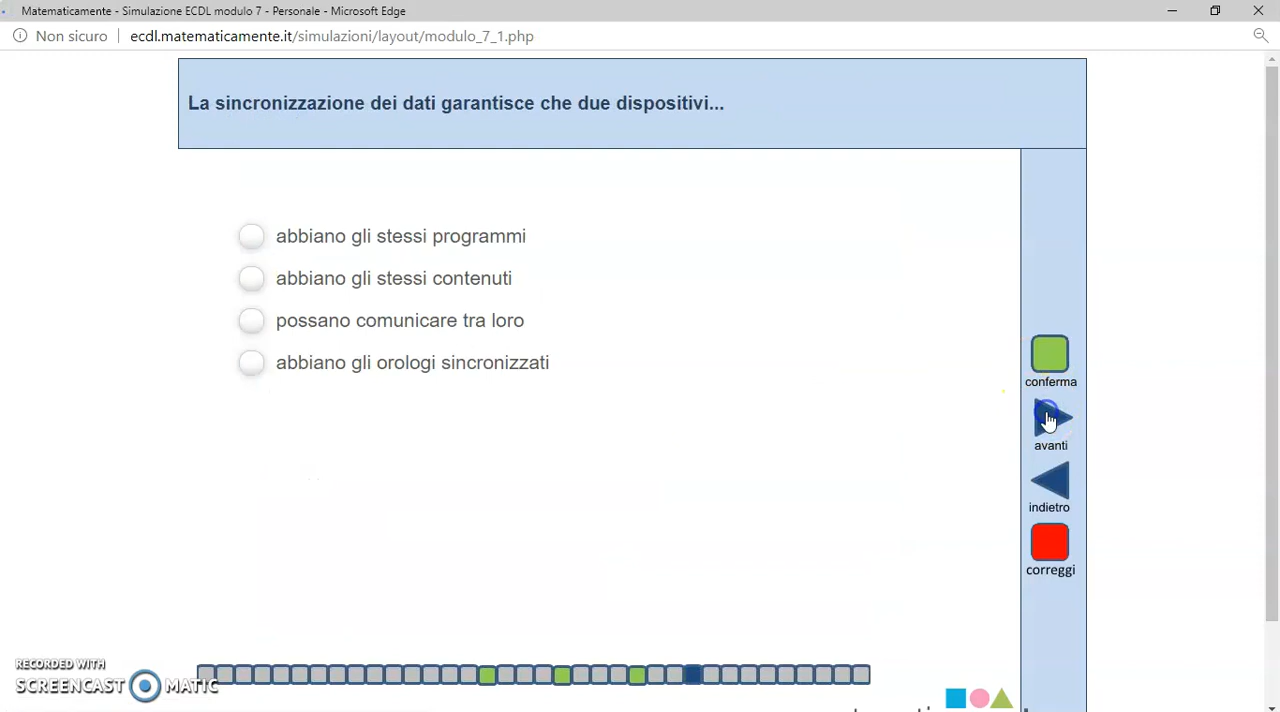 Matematicamente - Simulazione ECDL modulo 7 - Personale - Microsoft Edge
Non sicuro
ecdl.matematicamente.it/simulazioni/layout/modulo_7_1.php
La sincronizzazione dei dati garantisce che due dispositivi...
abbiano gli stessi programmi
abbiano gli stessi contenuti
possano comunicare tra loro
abbiano gli orologi sincronizzati
conferma
avanti
indietro
correggi
RECORDED WITH
SCREENCAST MATIC